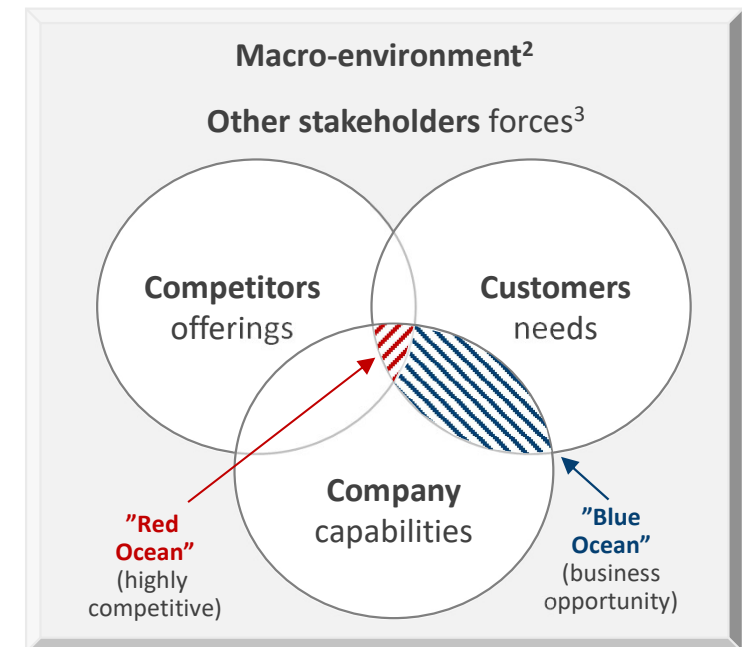 Macro-environment²
Other stakeholders forces³
Competitors
offerings
Customers
needs
Company
capabilities
”Red
Ocean”
(highly
competitive)
”Blue
Ocean”
(business
opportunity)